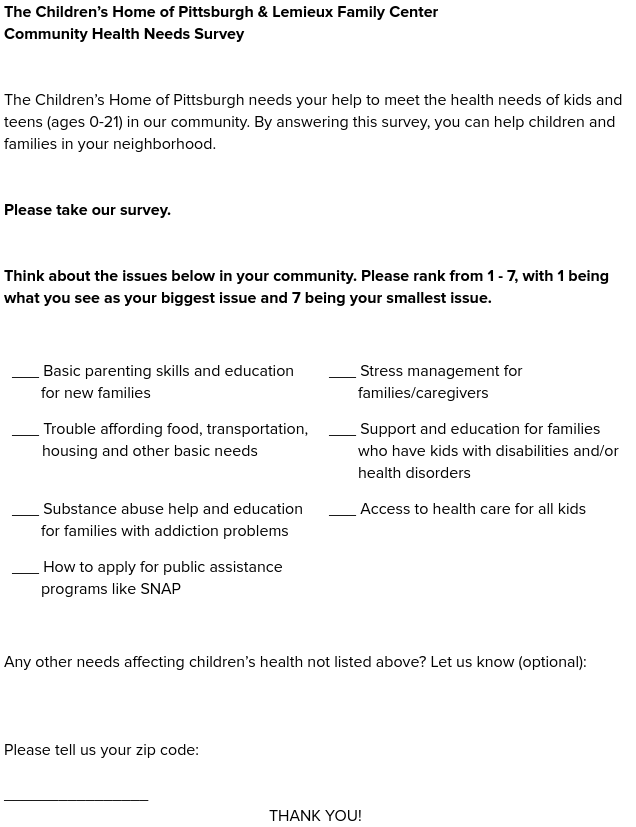 The Children’s Home of Pittsburgh & Lemieux Family Center
Community Health Needs Survey
The Children’s Home of Pittsburgh needs your help to meet the health needs of kids and
teens (ages 0-21) in our community. By answering this survey, you can help children and
families in your neighborhood.
Please take our survey.
Think about the issues below in your community. Please rank from 1 - 7, with 1 being
what you see as your biggest issue and 7 being your smallest issue.
___ Basic parenting skills and education
for new families
___ Stress management for
families/caregivers
___ Trouble affording food, transportation,
housing and other basic needs
___ Support and education for families
who have kids with disabilities and/or
health disorders
___ Substance abuse help and education
for families with addiction problems
___ Access to health care for all kids
___ How to apply for public assistance
programs like SNAP
Any other needs affecting children’s health not listed above? Let us know (optional):
Please tell us your zip code:
________________
THANK YOU!